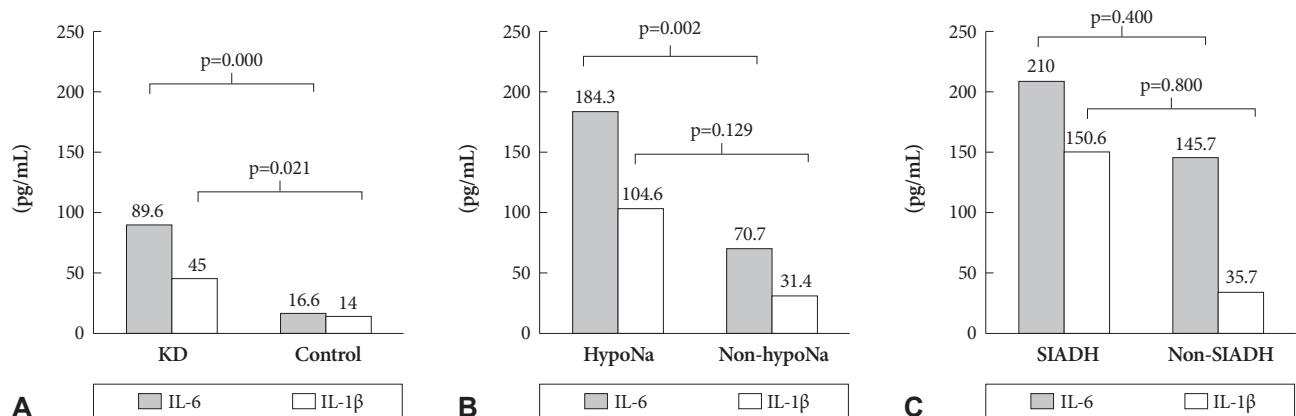 250
200
150
100
50
0
(pg/mL)
p=0.000
p=0.021
89.6
45
16.6
14
KD Control
IL-6 IL-1β
A
250
200
150
100
50
0
(pg/mL)
p=0.002
p=0.129
184.3
104.6
70.7
31.4
HypoNa Non-hypoNa
IL-6 IL-1β
B
250
200
150
100
50
0
(pg/mL)
p=0.400
p=0.800
210
150.6
145.7
35.7
SIADH Non-SIADH
IL-6 IL-1β
C